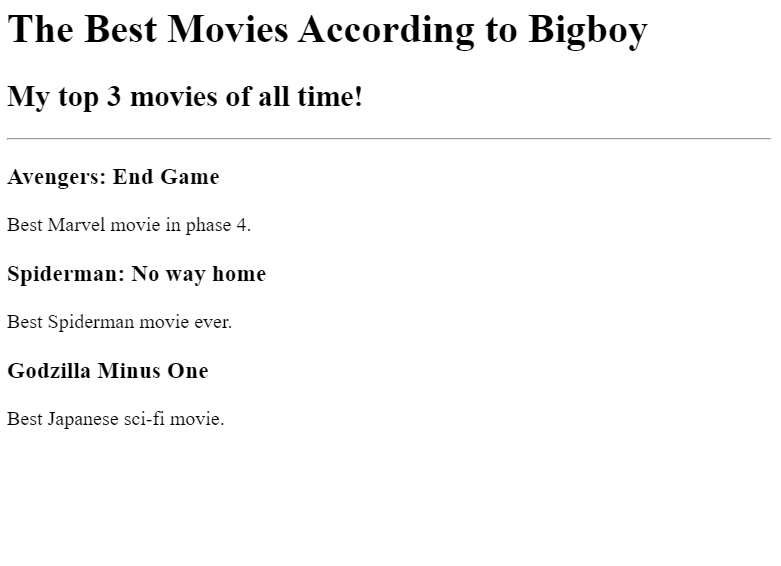 The Best Movies According to Bigboy
My top 3 movies of all time!
Avengers: End Game
Best Marvel movie in phase 4.
Spiderman: No way home
Best Spiderman movie ever.
Godzilla Minus One
Best Japanese sci-fi movie.